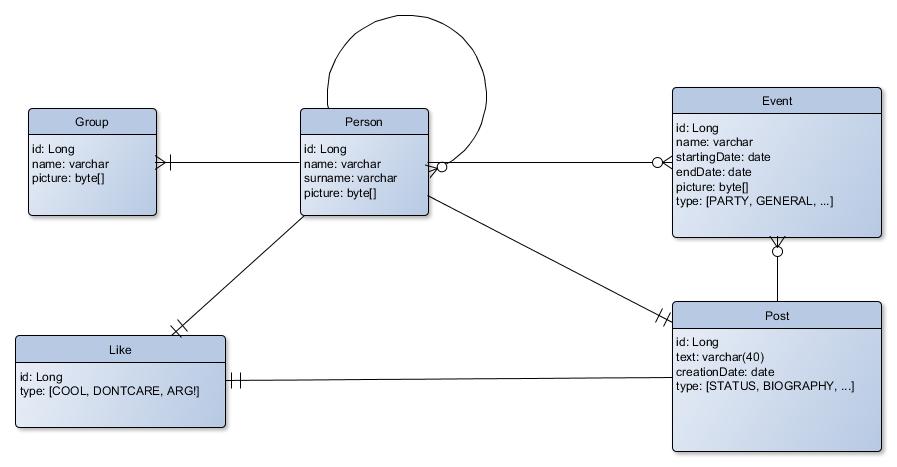 Group
id: Long
name: varchar
picture: byte[]
Person
id: Long
name: varchar
surname: varchar
picture: byte[]
Event
id: Long
name: varchar
startingDate: date
endDate: date
picture: byte[]
type: [PARTY, GENERAL, ...]
Like
id: Long
type: [COOL, DONTCARE, ARG!]
Post
id: Long
text: varchar(40)
creationDate: date
type: [STATUS, BIOGRAPHY, ...]